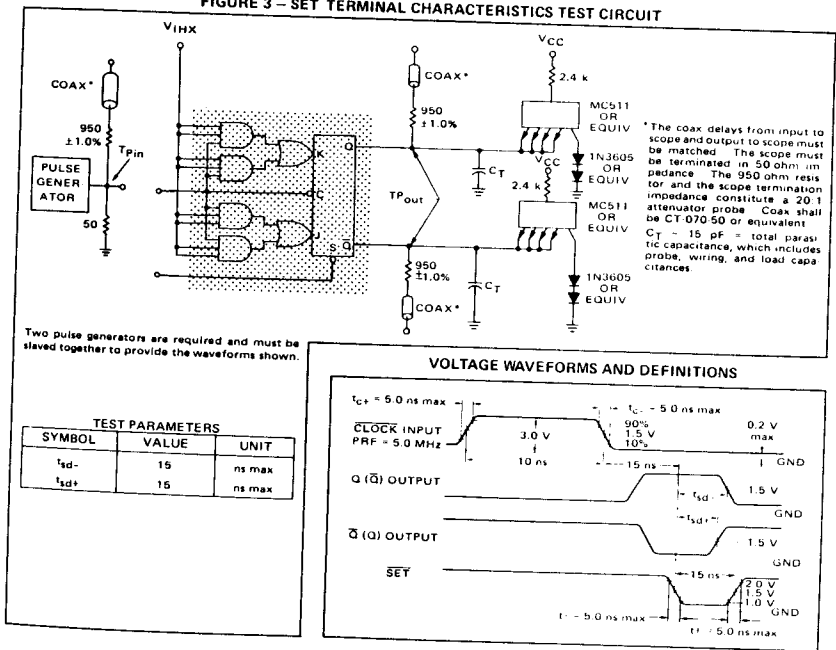 FIGURE 3 – SET TERMINAL CHARACTERISTICS TEST CIRCUIT
VIHX
COAX*
950
±1.0%
TPin
PULSE
GENER
ATOR
50
K
C
J
S
Q
Q̅
COAX*
950
±1.0%
TPout
CT
950
±1.0%
COAX*
CT
VCC
2.4 k
MC511
OR
EQUIV
1N3605
OR
EQUIV
VCC
2.4 k
MC511
OR
EQUIV
1N3605
OR
EQUIV
* The coax delays from input to
scope and output to scope must
be matched The scope must
be terminated in 50 ohm im
pedance The 950 ohm resis
tor and the scope termination
impedance constitute a 20:1
attenuator probe Coax shall
be CT-070-50 or equivalent
CT - 15 pF = total parasi
tic capacitance, which includes
probe, wiring, and load capa
citances.
Two pulse generators are required and must be
slaved together to provide the waveforms shown.
TEST PARAMETERS
SYMBOL VALUE UNIT
tsd- 15 ns max
tsd+ 15 ns max
VOLTAGE WAVEFORMS AND DEFINITIONS
tC+ = 5.0 ns max
tC- - 5.0 ns max
C̅L̅O̅C̅K̅ INPUT
PRF = 5.0 MHz
3.0 V
90%
1.5 V
10%
0.2 V
max
GND
10 ns
15 ns
Q (Q̅) OUTPUT
tsd-
1.5 V
GND
tsd+
Q̅ (Q) OUTPUT
1.5 V
GND
S̅E̅T̅
15 ns
2.0 V
1.5 V
1.0 V
GND
t- - 5.0 ns max
t+ = 5.0 ns max